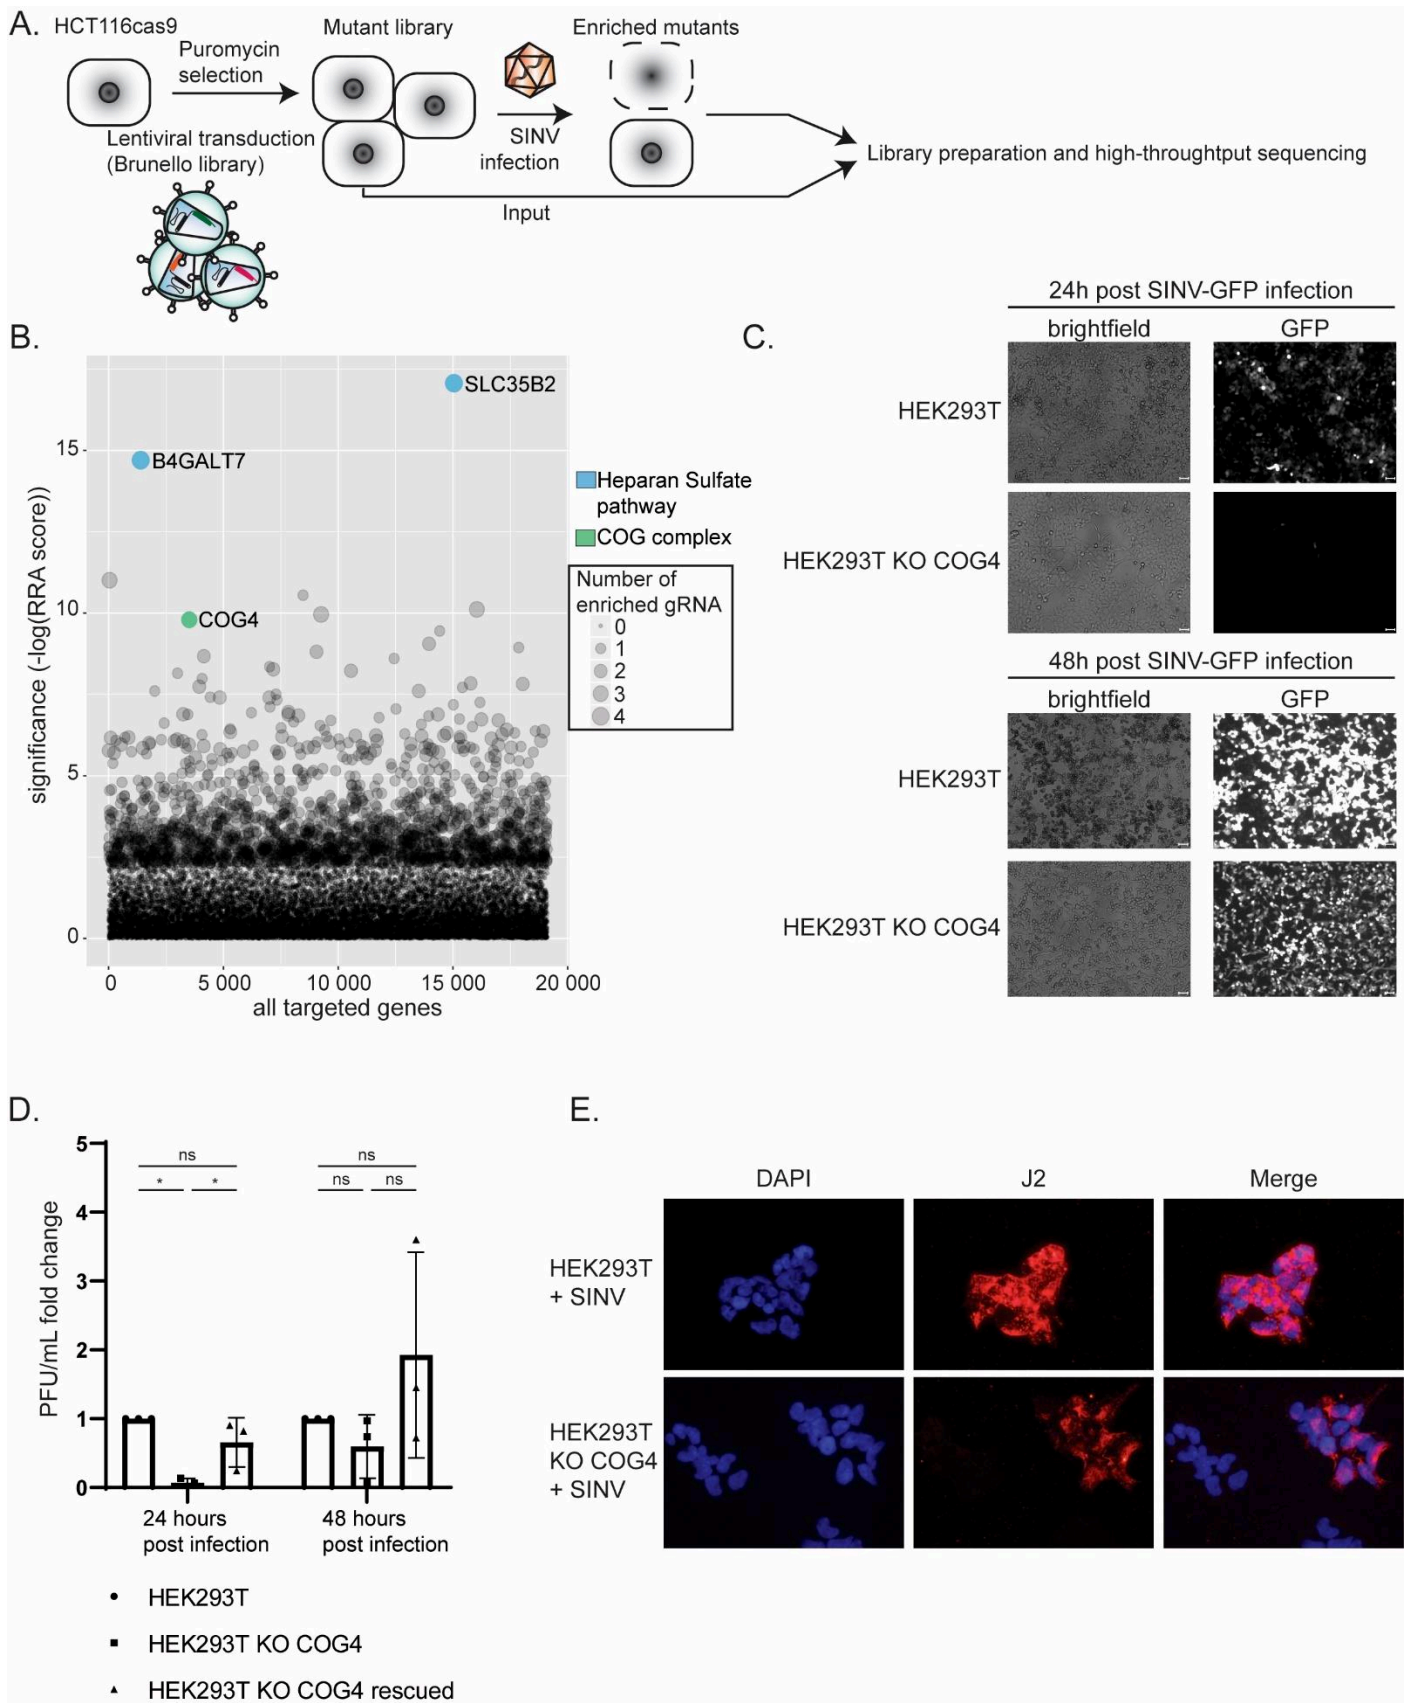 A.
HCT116cas9
Puromycin
selection
Lentiviral transduction
(Brunello library)
Mutant library
SINV
infection
Enriched mutants
Input
Library preparation and high-throughtput sequencing
B.
significance (-log(RRA score))
15
10
5
0
SLC35B2
B4GALT7
COG4
0
5 000
10 000
15 000
20 000
all targeted genes
Heparan Sulfate
pathway
COG complex
Number of
enriched gRNA
0
1
2
3
4
C.
24h post SINV-GFP infection
brightfield
GFP
HEK293T
HEK293T KO COG4
48h post SINV-GFP infection
brightfield
GFP
HEK293T
HEK293T KO COG4
D.
PFU/mL fold change
5
4
3
2
1
0
ns
*
*
ns
ns
ns
24 hours
post infection
48 hours
post infection
HEK293T
HEK293T KO COG4
HEK293T KO COG4 rescued
E.
DAPI
J2
Merge
HEK293T
+ SINV
HEK293T
KO COG4
+ SINV